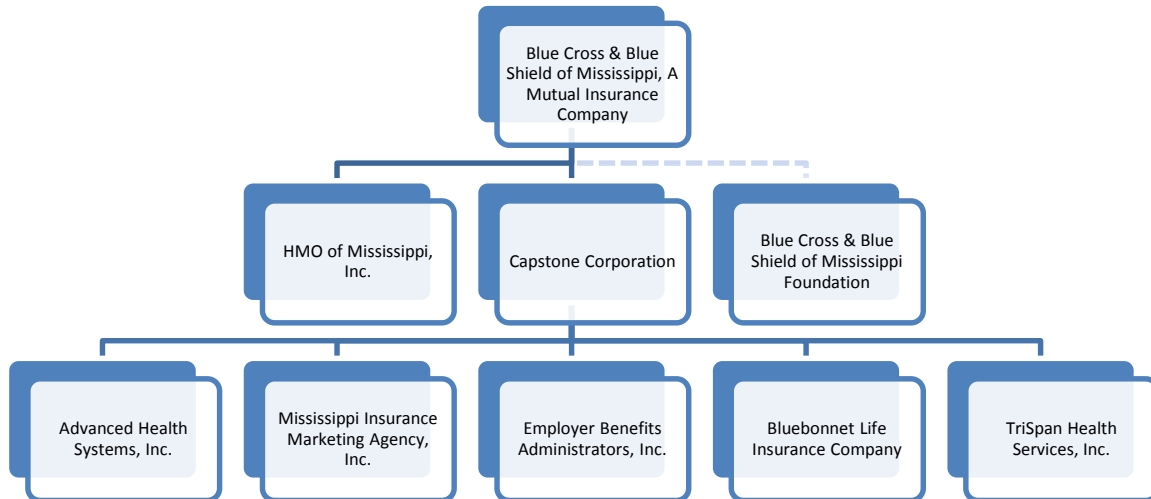 Blue Cross & Blue
Shield of Mississippi, A
Mutual Insurance
Company
HMO of Mississippi,
Inc.
Capstone Corporation
Blue Cross & Blue
Shield of Mississippi
Foundation
Advanced Health
Systems, Inc.
Mississippi Insurance
Marketing Agency,
Inc.
Employer Benefits
Administrators, Inc.
Bluebonnet Life
Insurance Company
TriSpan Health
Services, Inc.